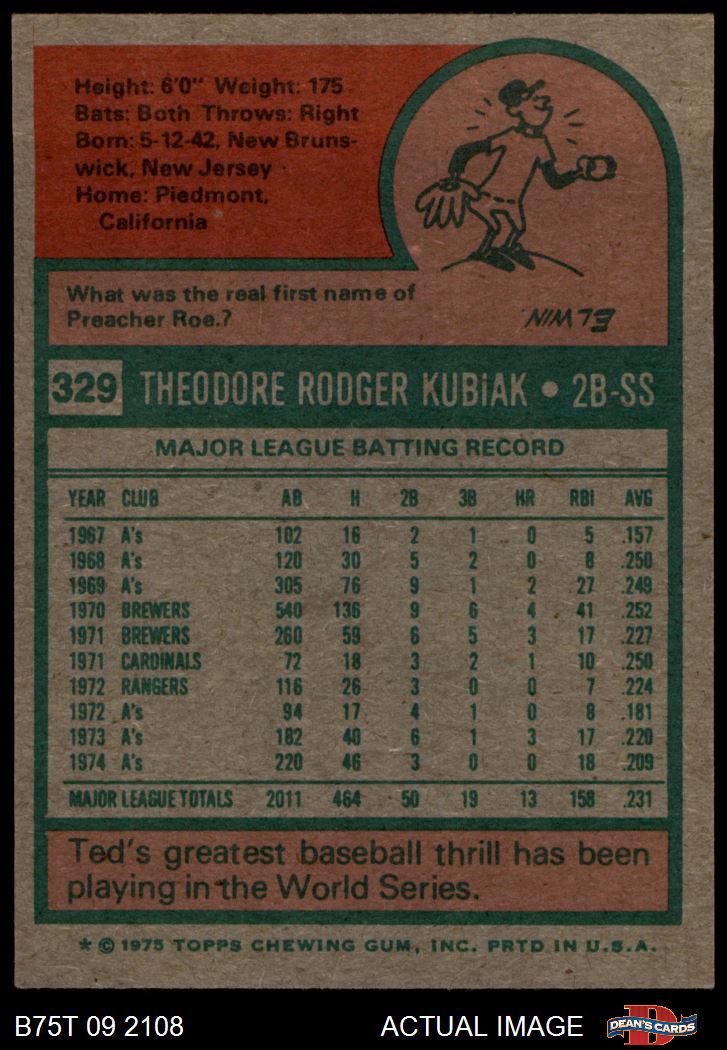 Height: 6'0" Weight: 175
Bats: Both Throws: Right
Born: 5-12-42, New Bruns-
wick, New Jersey
Home: Piedmont,
California
What was the real first name of
Preacher Roe.?
ELWIN
329 THEODORE RODGER KUBIAK • 2B-SS
MAJOR LEAGUE BATTING RECORD
YEAR CLUB AB H 2B 3B HR RBI AVG
1967 A's 102 16 2 1 0 5 .157
1968 A's 120 30 5 2 0 8 .250
1969 A's 305 76 9 1 2 27 .249
1970 BREWERS 540 136 9 6 4 41 .252
1971 BREWERS 260 59 6 5 3 17 .227
1971 CARDINALS 72 18 3 2 1 10 .250
1972 RANGERS 116 26 3 0 0 7 .224
1972 A's 94 17 4 1 0 8 .181
1973 A's 182 40 6 1 3 17 .220
1974 A's 220 46 3 0 0 18 .209
MAJOR LEAGUE TOTALS 2011 464 50 19 13 158 .231
Ted's greatest baseball thrill has been
playing in the World Series.
* © 1975 TOPPS CHEWING GUM, INC. PRTD IN U.S.A.
B75T 09 2108 ACTUAL IMAGE DEAN'S CARDS